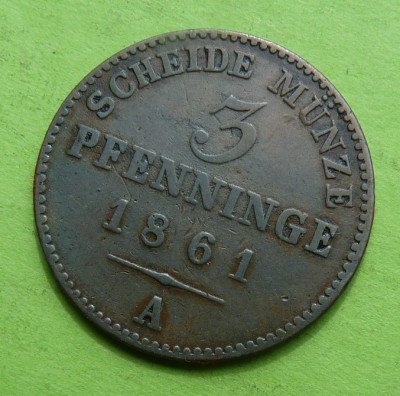 SCHEIDE MÜNZE
3
PFENNINGE
1861
A